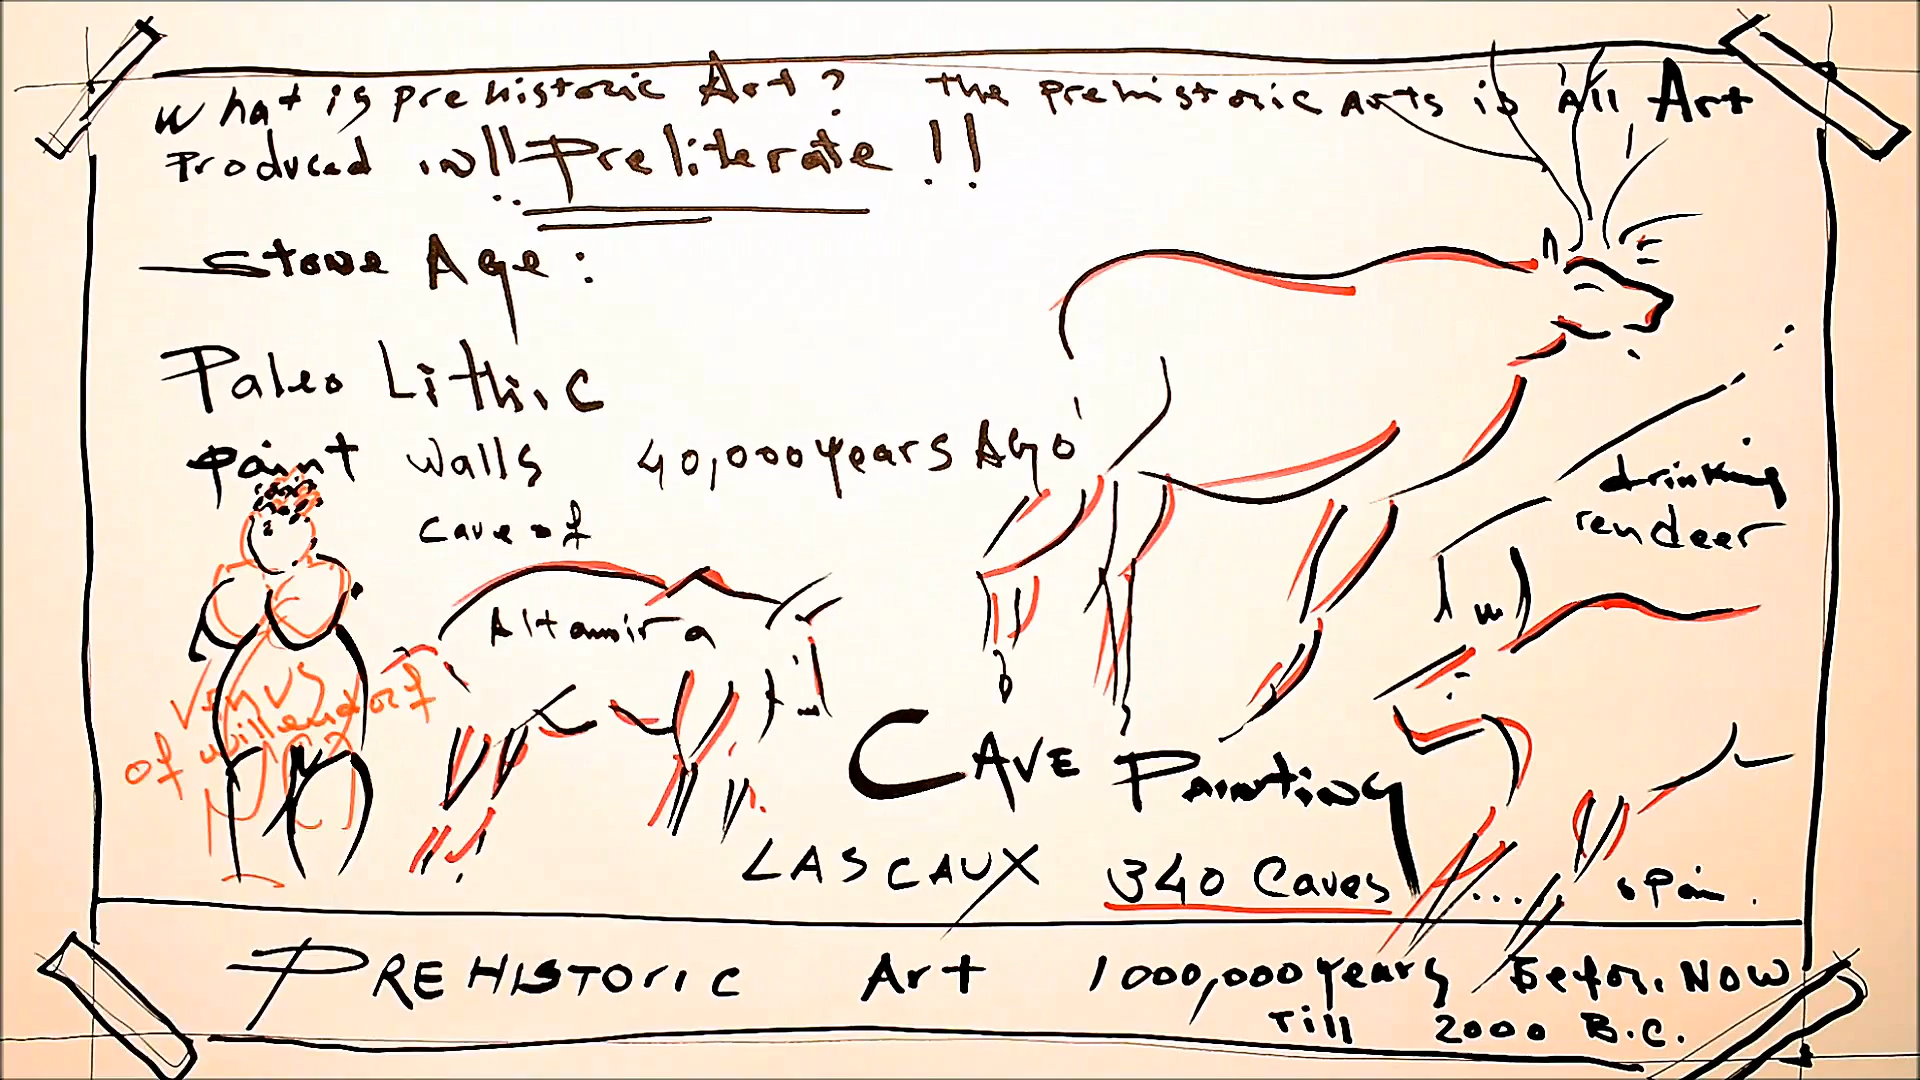 What is prehistoric Art? The prehistoric arts is All Art
Produced in "Preliterate !!
Stone Age:
Paleo Lithic
paint walls 40,000 years Ago
cave of
Altamira
drinking
rendeer
Venus
of willendorf
CAVE Painting
LASCAUX 340 Caves ... spain.
PREHISTORIC Art 1000,000 years Befor. NOW
Till 2000 B.C.